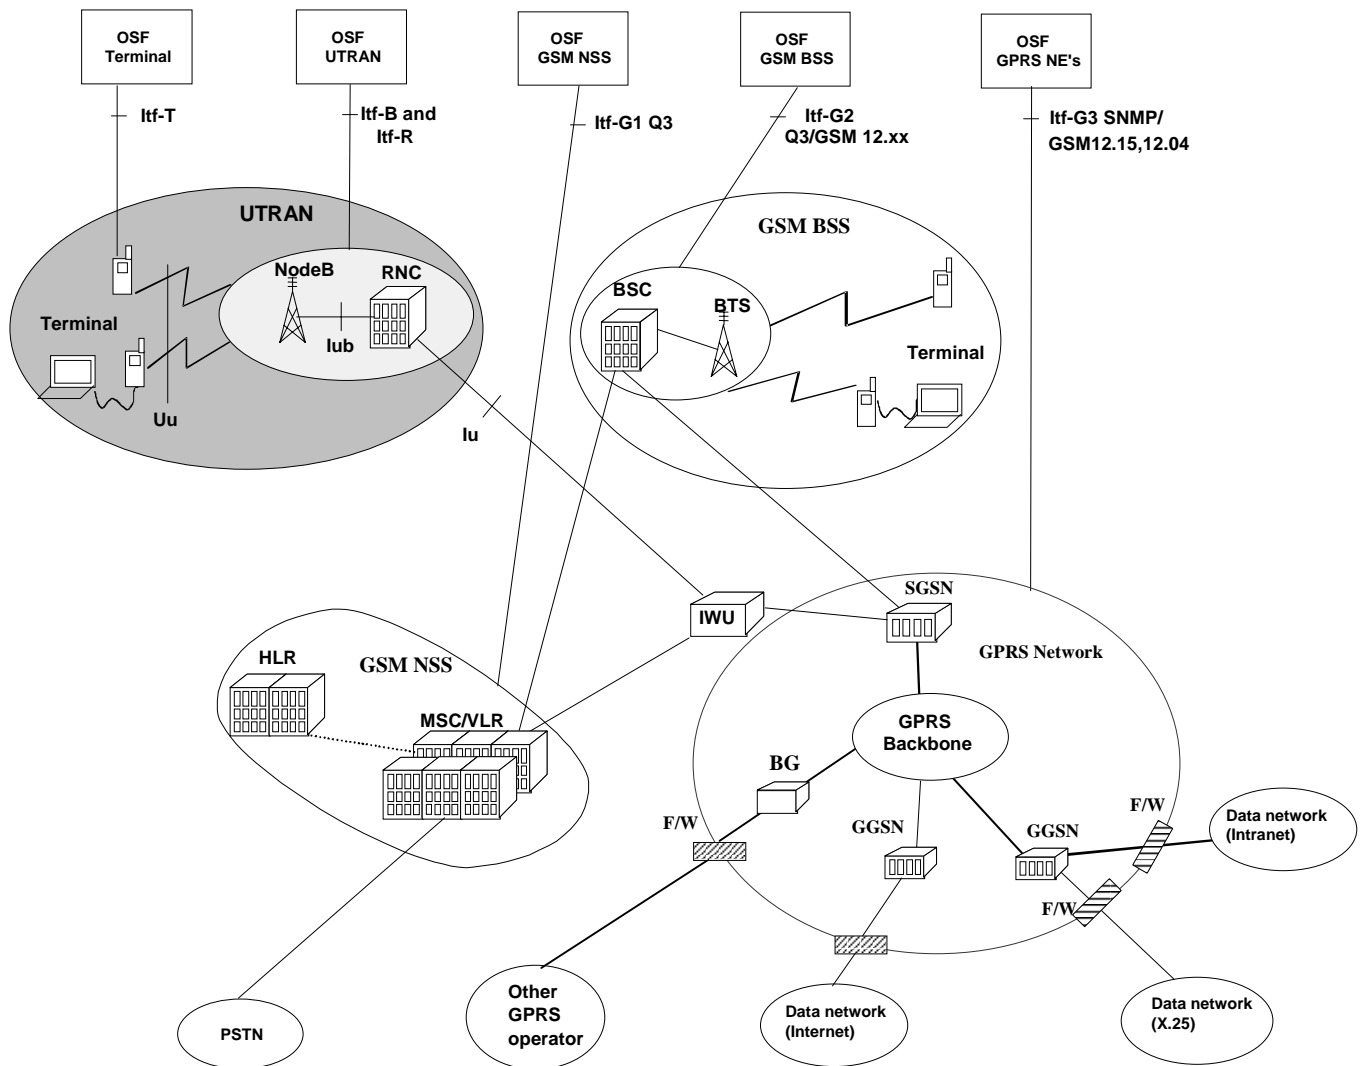 OSF
Terminal
OSF
UTRAN
OSF
GSM NSS
OSF
GSM BSS
OSF
GPRS NE's
Itf-T
Itf-B and
Itf-R
Itf-G1 Q3
Itf-G2
Q3/GSM 12.xx
Itf-G3 SNMP/
GSM12.15,12.04
UTRAN
GSM BSS
NodeB
RNC
BSC
BTS
Terminal
Iub
Terminal
Uu
Iu
SGSN
IWU
GPRS Network
HLR
GSM NSS
MSC/VLR
GPRS
Backbone
BG
F/W
GGSN
GGSN
F/W
Data network
(Intranet)
F/W
Other
GPRS
operator
Data network
(Internet)
Data network
(X.25)
PSTN